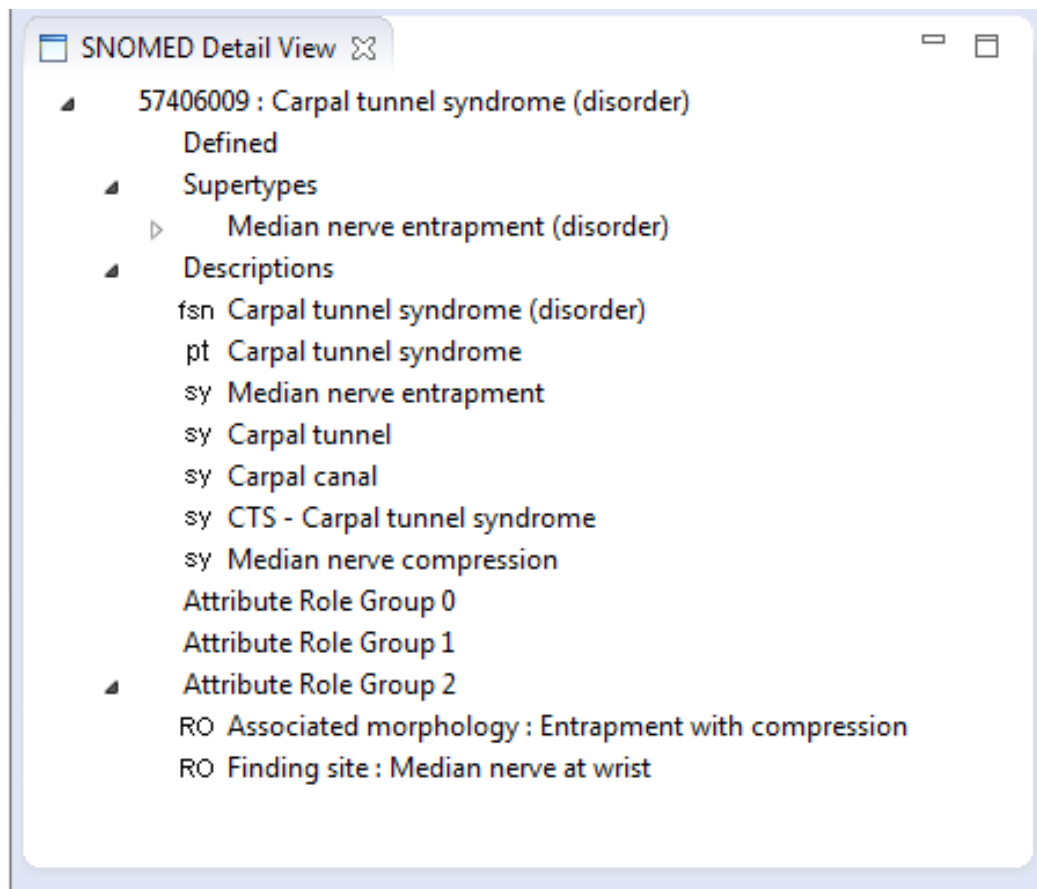 SNOMED Detail View
57406009 : Carpal tunnel syndrome (disorder)
Defined
Supertypes
Median nerve entrapment (disorder)
Descriptions
fsn Carpal tunnel syndrome (disorder)
pt Carpal tunnel syndrome
sy Median nerve entrapment
sy Carpal tunnel
sy Carpal canal
sy CTS - Carpal tunnel syndrome
sy Median nerve compression
Attribute Role Group 0
Attribute Role Group 1
Attribute Role Group 2
RO Associated morphology : Entrapment with compression
RO Finding site : Median nerve at wrist